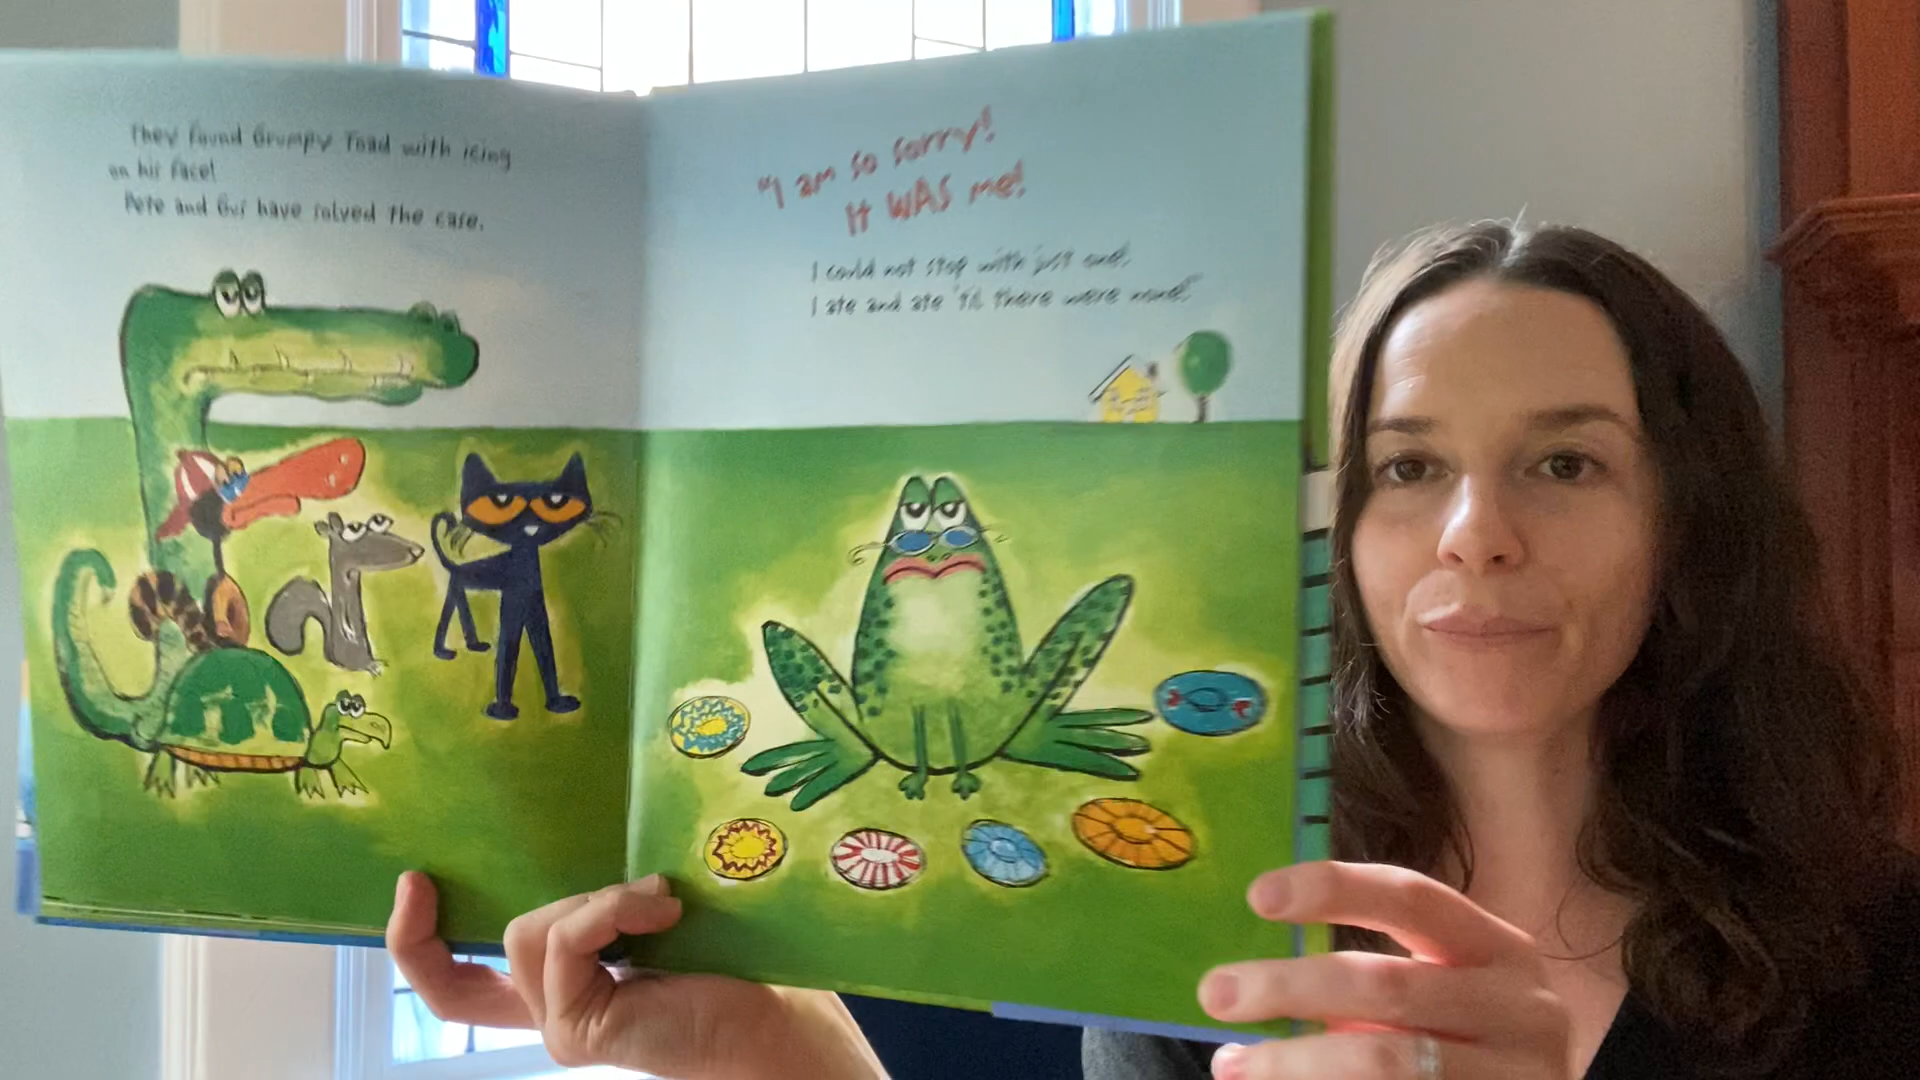 They found Grumpy Toad with icing
on his face!
Pete and Gus have solved the case.
"I am so sorry!
It WAS me!
I could not stop with just one.
I ate and ate 'til there were none!"